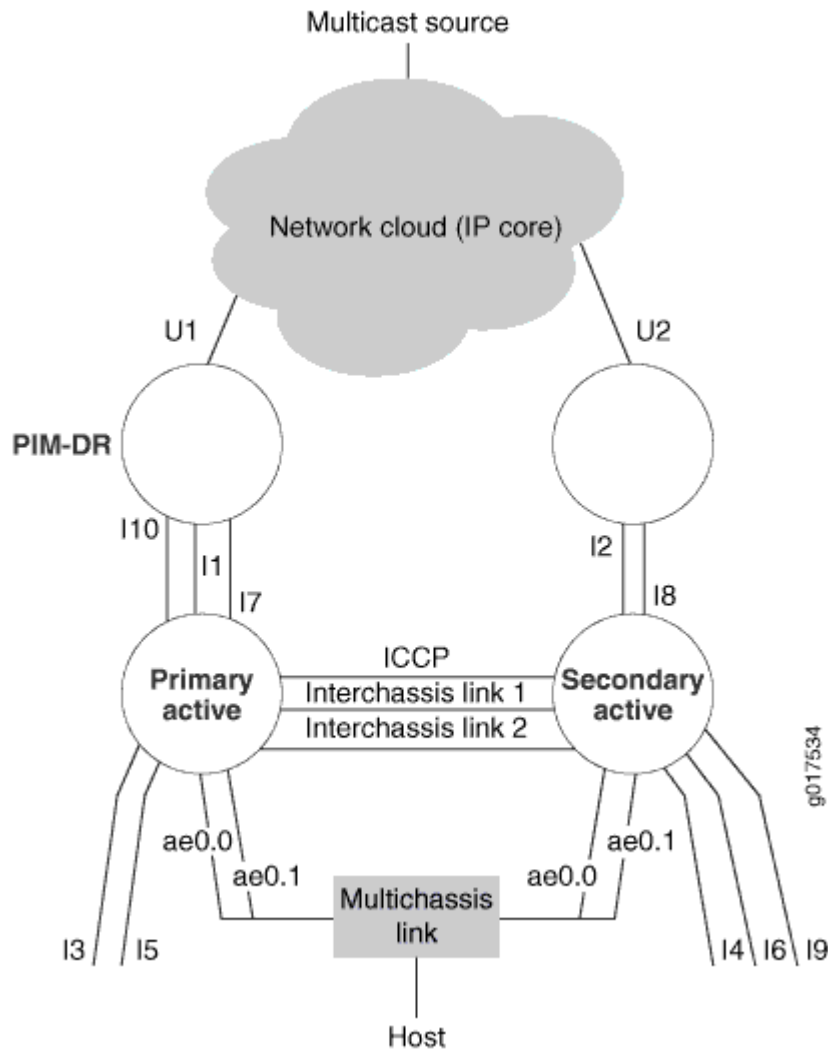 Multicast source
Network cloud (IP core)
U1
U2
PIM-DR
I10
I1
I7
I2
I8
ICCP
Primary
active
Interchassis link 1
Interchassis link 2
Secondary
active
g017534
ae0.0
ae0.1
ae0.0
ae0.1
Multichassis
link
I3
I5
I4
I6
I9
Host